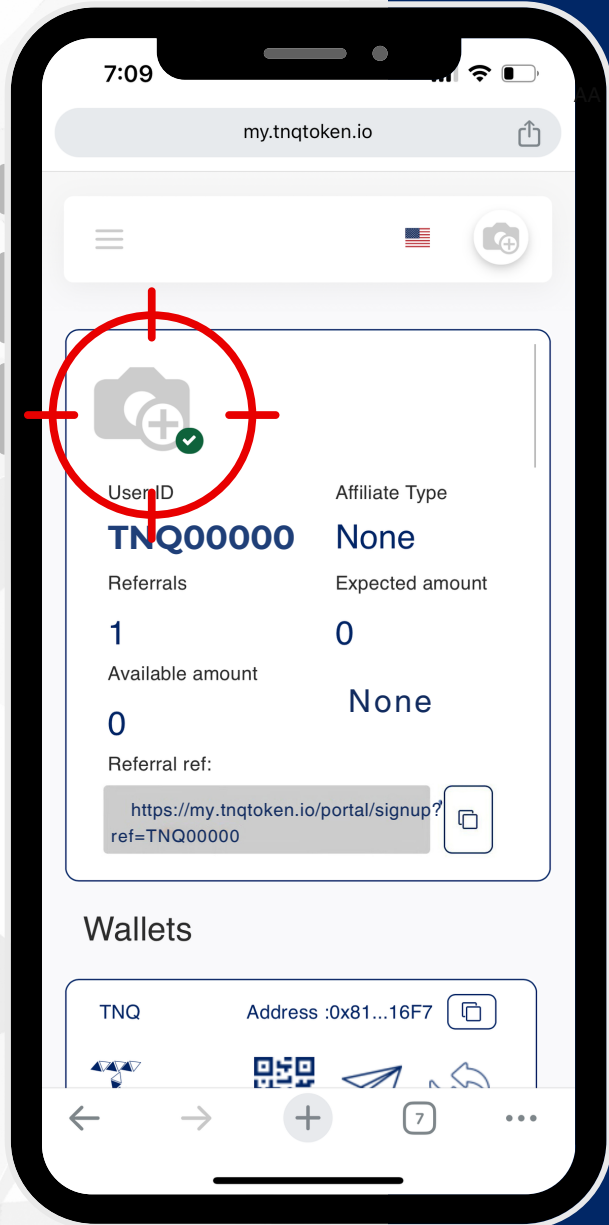 7:09
AA
my.tnqtoken.io
User ID
Affiliate Type
TNQ00000
None
Referrals
Expected amount
1
0
Available amount
None
0
Referral ref:
https://my.tnqtoken.io/portal/signup?
ref=TNQ00000
Wallets
TNQ
Address :0x81...16F7
7